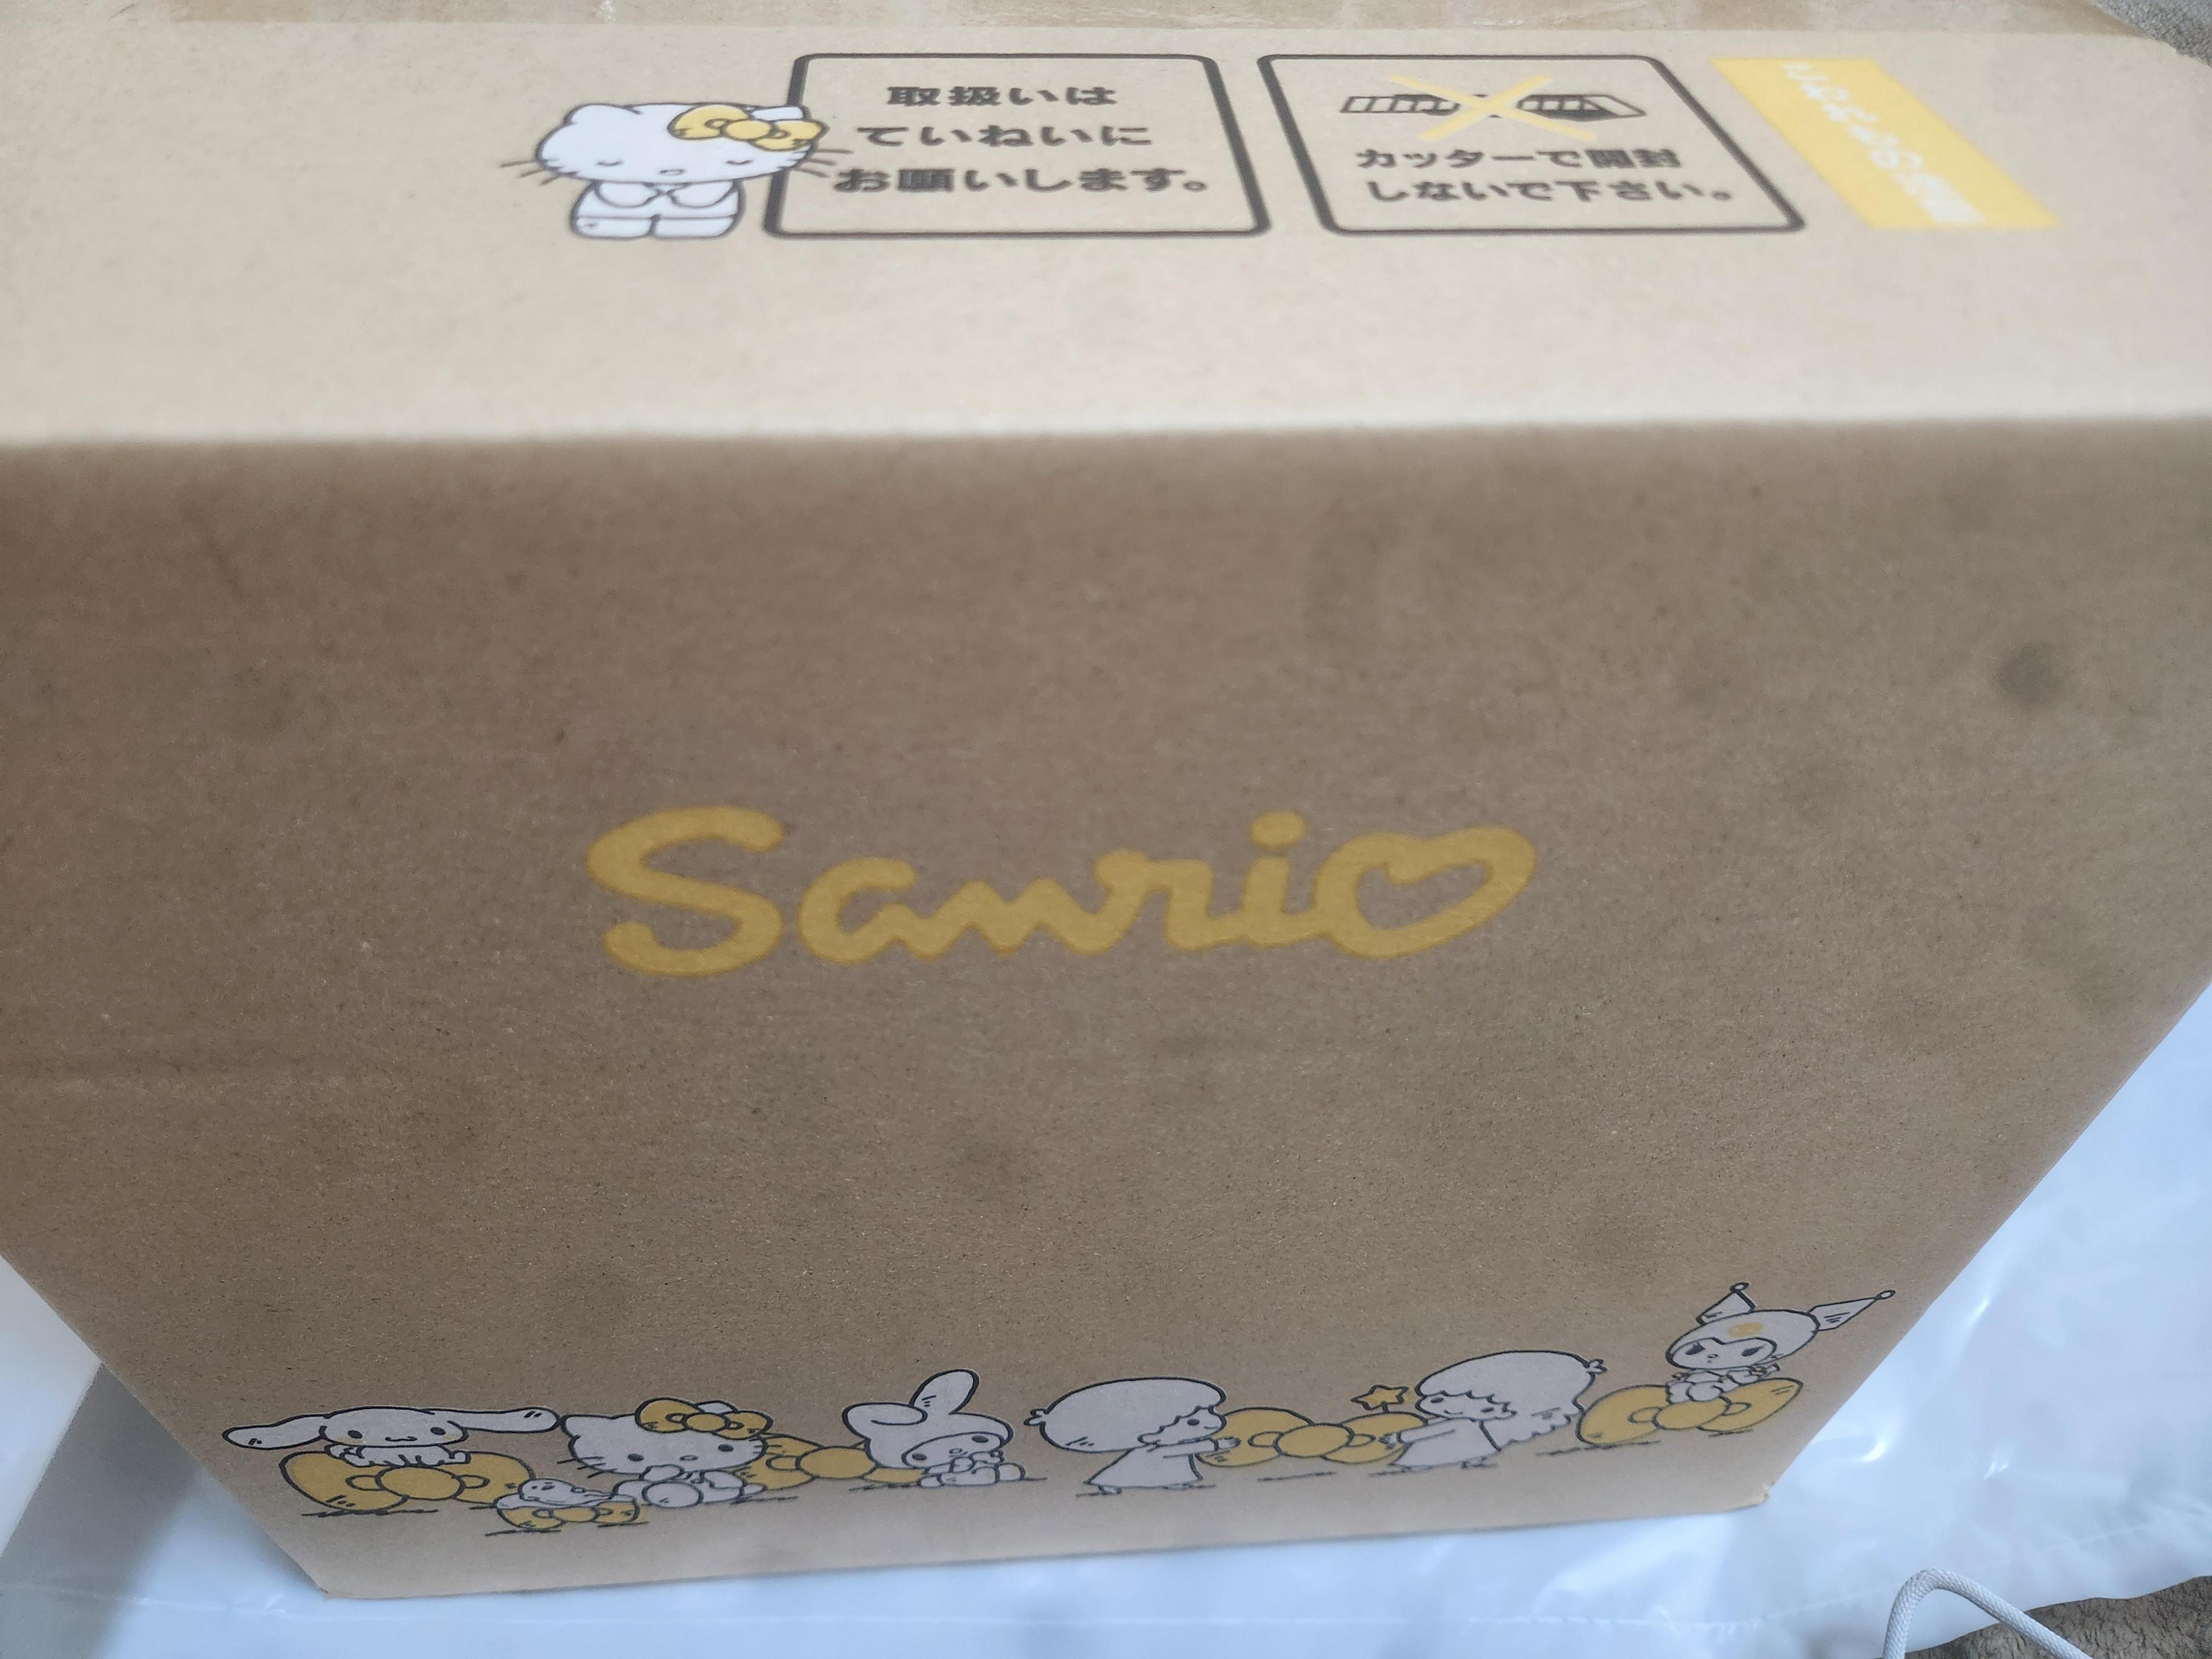 取扱いは
ていねいに
お願いします。
カッターで開封
しないで下さい。
Sanrio